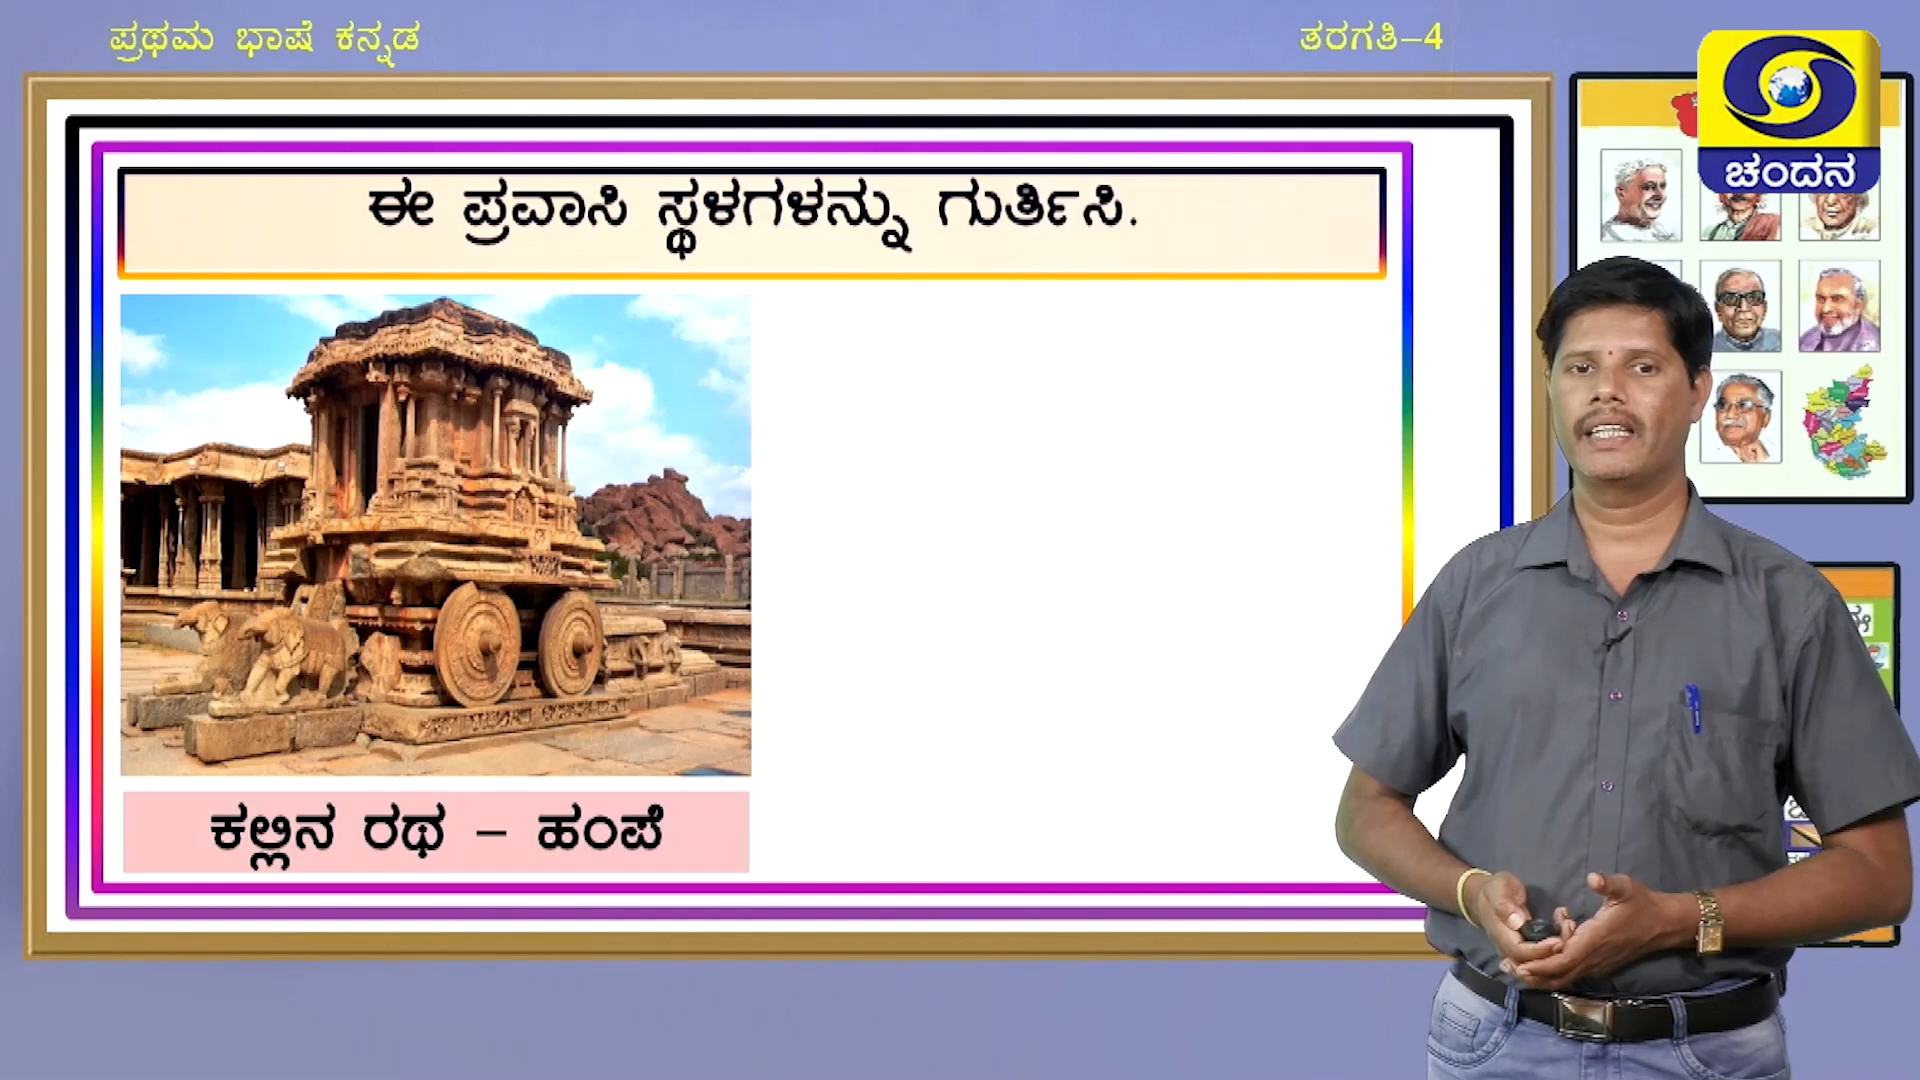 ಪ್ರಥಮ ಭಾಷೆ ಕನ್ನಡ
ತರಗತಿ-4
ಚಂದನ
ಈ ಪ್ರವಾಸಿ ಸ್ಥಳಗಳನ್ನು ಗುರ್ತಿಸಿ.
ಕಲ್ಲಿನ ರಥ - ಹಂಪೆ